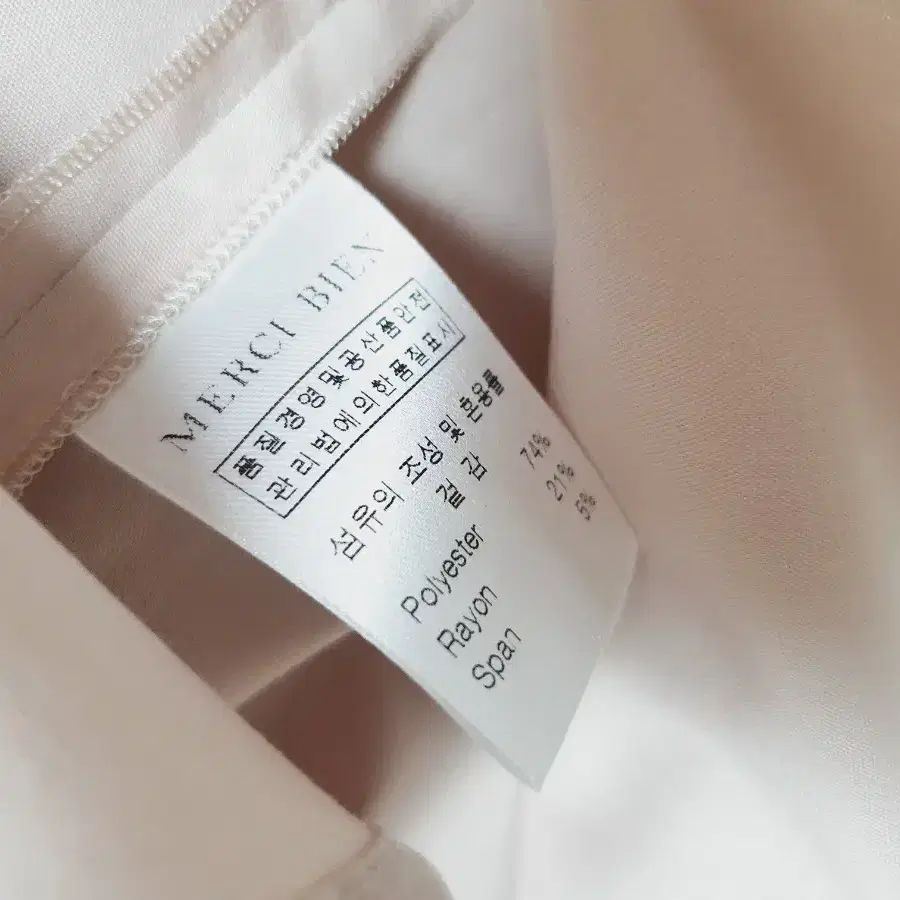 MERCI BIEN
품질경영및공산품안전
관리법에의한품질표시
섬유의 조성 및 혼용률
겉 감
Polyester 74%
Rayon 21%
Span 5%